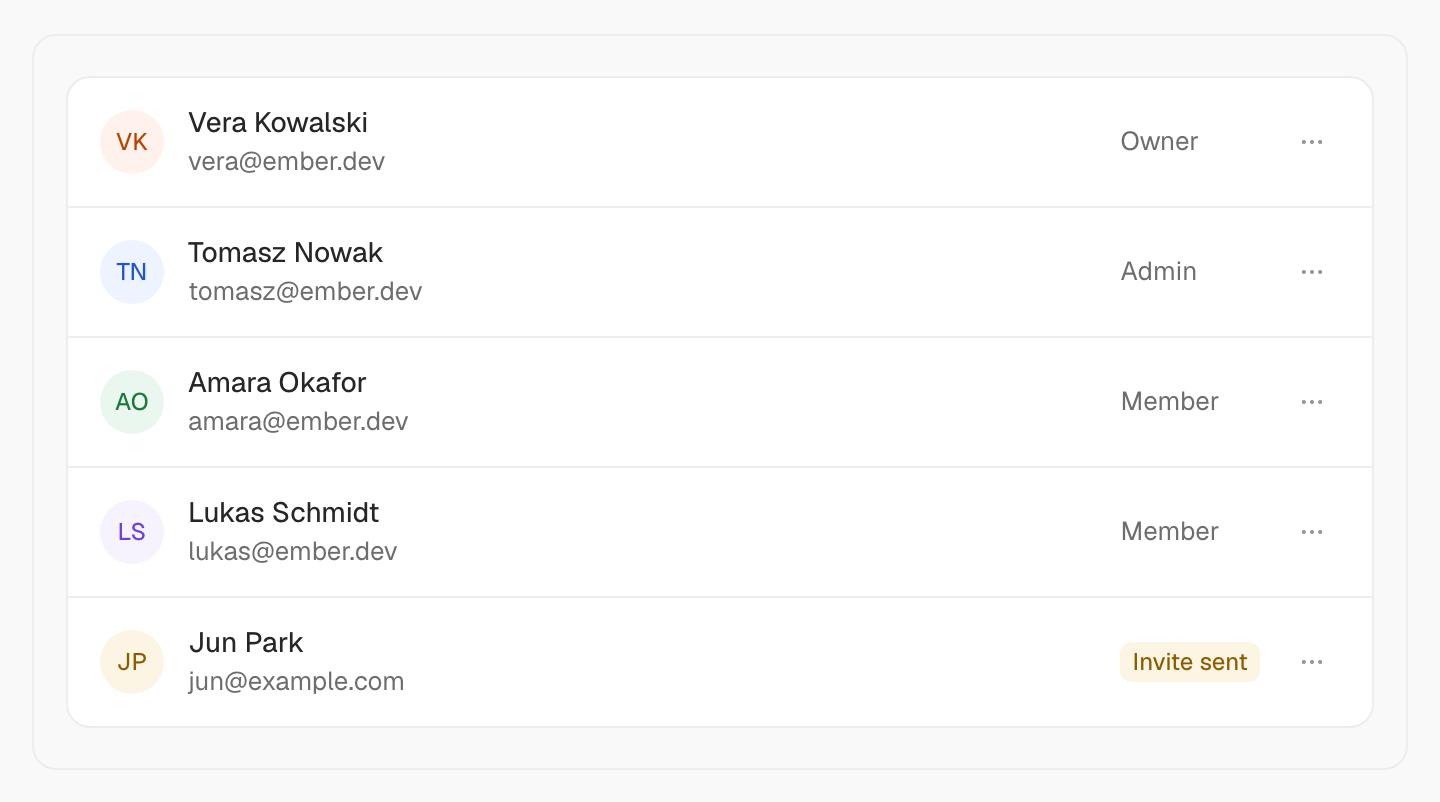 VK
Vera Kowalski
vera@ember.dev
Owner
TN
Tomasz Nowak
tomasz@ember.dev
Admin
AO
Amara Okafor
amara@ember.dev
Member
LS
Lukas Schmidt
lukas@ember.dev
Member
JP
Jun Park
jun@example.com
Invite sent